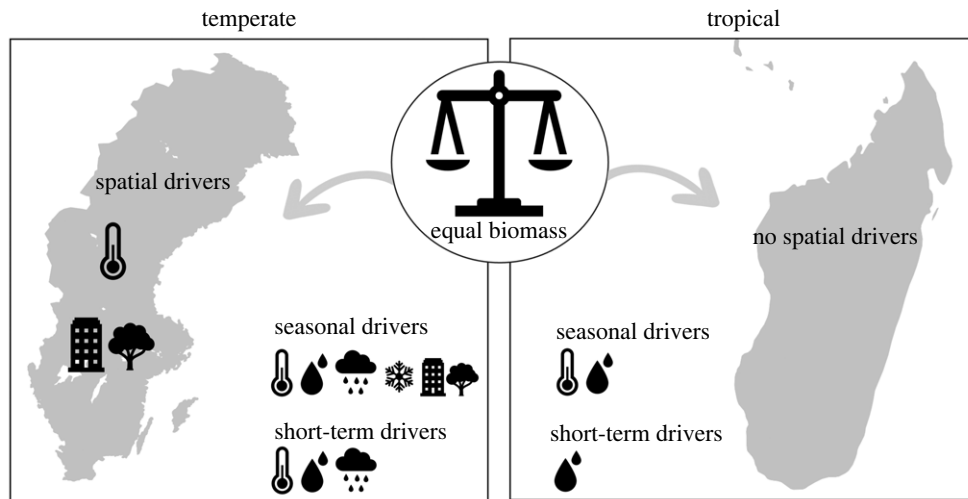 temperate
tropical
spatial drivers
equal biomass
no spatial drivers
seasonal drivers
short-term drivers
seasonal drivers
short-term drivers